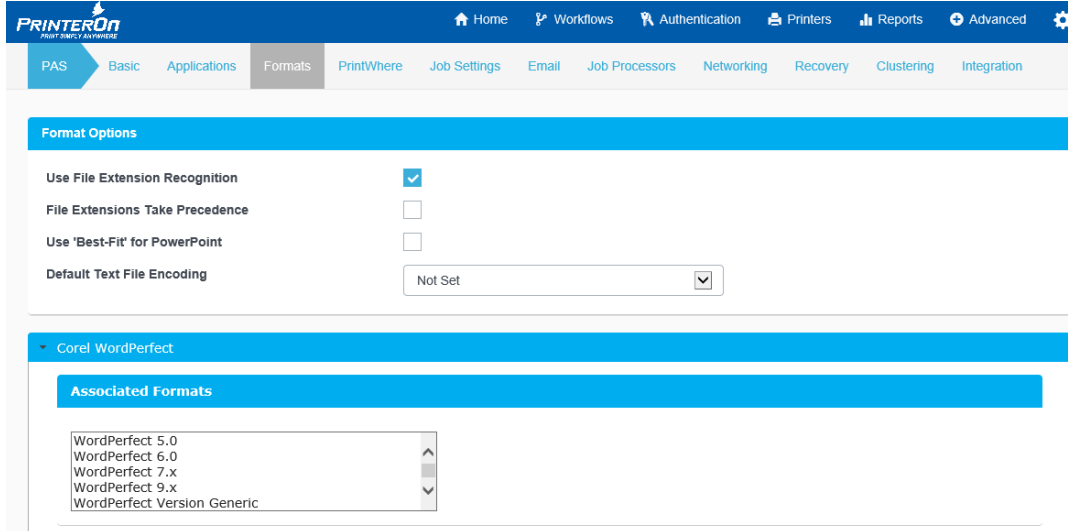 PRINTERON
PRINT SIMPLY ANYWHERE
Home Workflows Authentication Printers Reports Advanced
PAS Basic Applications Formats PrintWhere Job Settings Email Job Processors Networking Recovery Clustering Integration
Format Options
Use File Extension Recognition
File Extensions Take Precedence
Use 'Best-Fit' for PowerPoint
Default Text File Encoding Not Set
Corel WordPerfect
Associated Formats
WordPerfect 5.0
WordPerfect 6.0
WordPerfect 7.x
WordPerfect 9.x
WordPerfect Version Generic